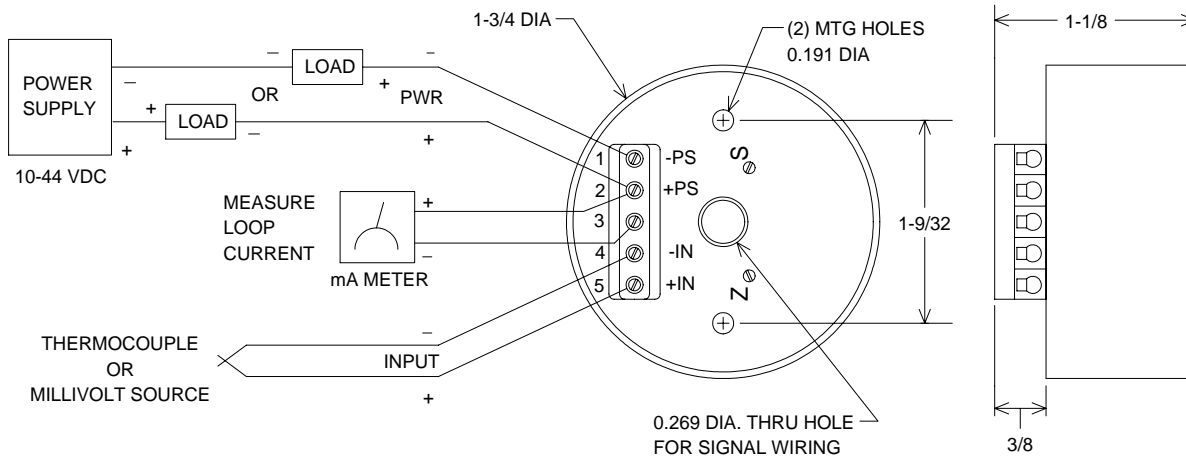 1-3/4 DIA
(2) MTG HOLES
0.191 DIA
1-1/8
POWER
SUPPLY
10-44 VDC
−
+
−
LOAD
+
OR
+
LOAD
−
−
PWR
+
1
2
3
4
5
-PS
+PS
-IN
+IN
S
Z
1-9/32
MEASURE
LOOP
CURRENT
+
−
mA METER
THERMOCOUPLE
OR
MILLIVOLT SOURCE
−
INPUT
+
0.269 DIA. THRU HOLE
FOR SIGNAL WIRING
3/8